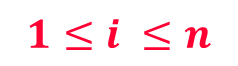 1 ≤ i ≤ n